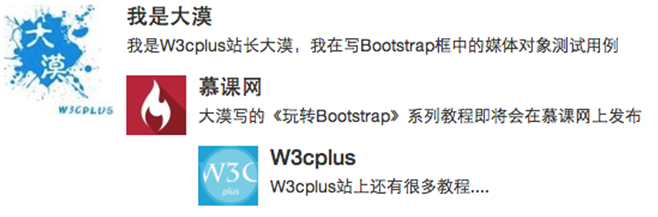 大漠
W3CPLUS
我是大漠
我是W3cplus站长大漠，我在写Bootstrap框中的媒体对象测试用例
慕课网
大漠写的《玩转Bootstrap》系列教程即将会在慕课网上发布
W3C
plus
W3cplus
W3cplus站上还有很多教程....